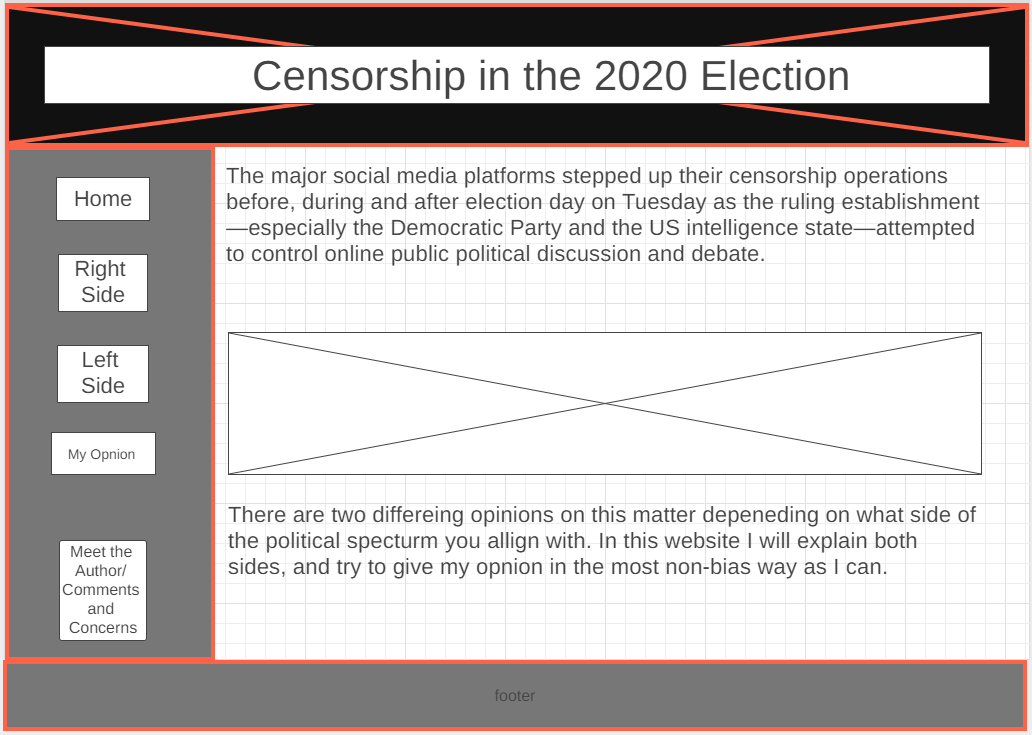 Censorship in the 2020 Election
Home
Right
Side
Left
Side
My Opnion
Meet the
Author/
Comments
and
Concerns
The major social media platforms stepped up their censorship operations
before, during and after election day on Tuesday as the ruling establishment
—especially the Democratic Party and the US intelligence state—attempted
to control online public political discussion and debate.
There are two differeing opinions on this matter depeneding on what side of
the political specturm you allign with. In this website I will explain both
sides, and try to give my opnion in the most non-bias way as I can.
footer